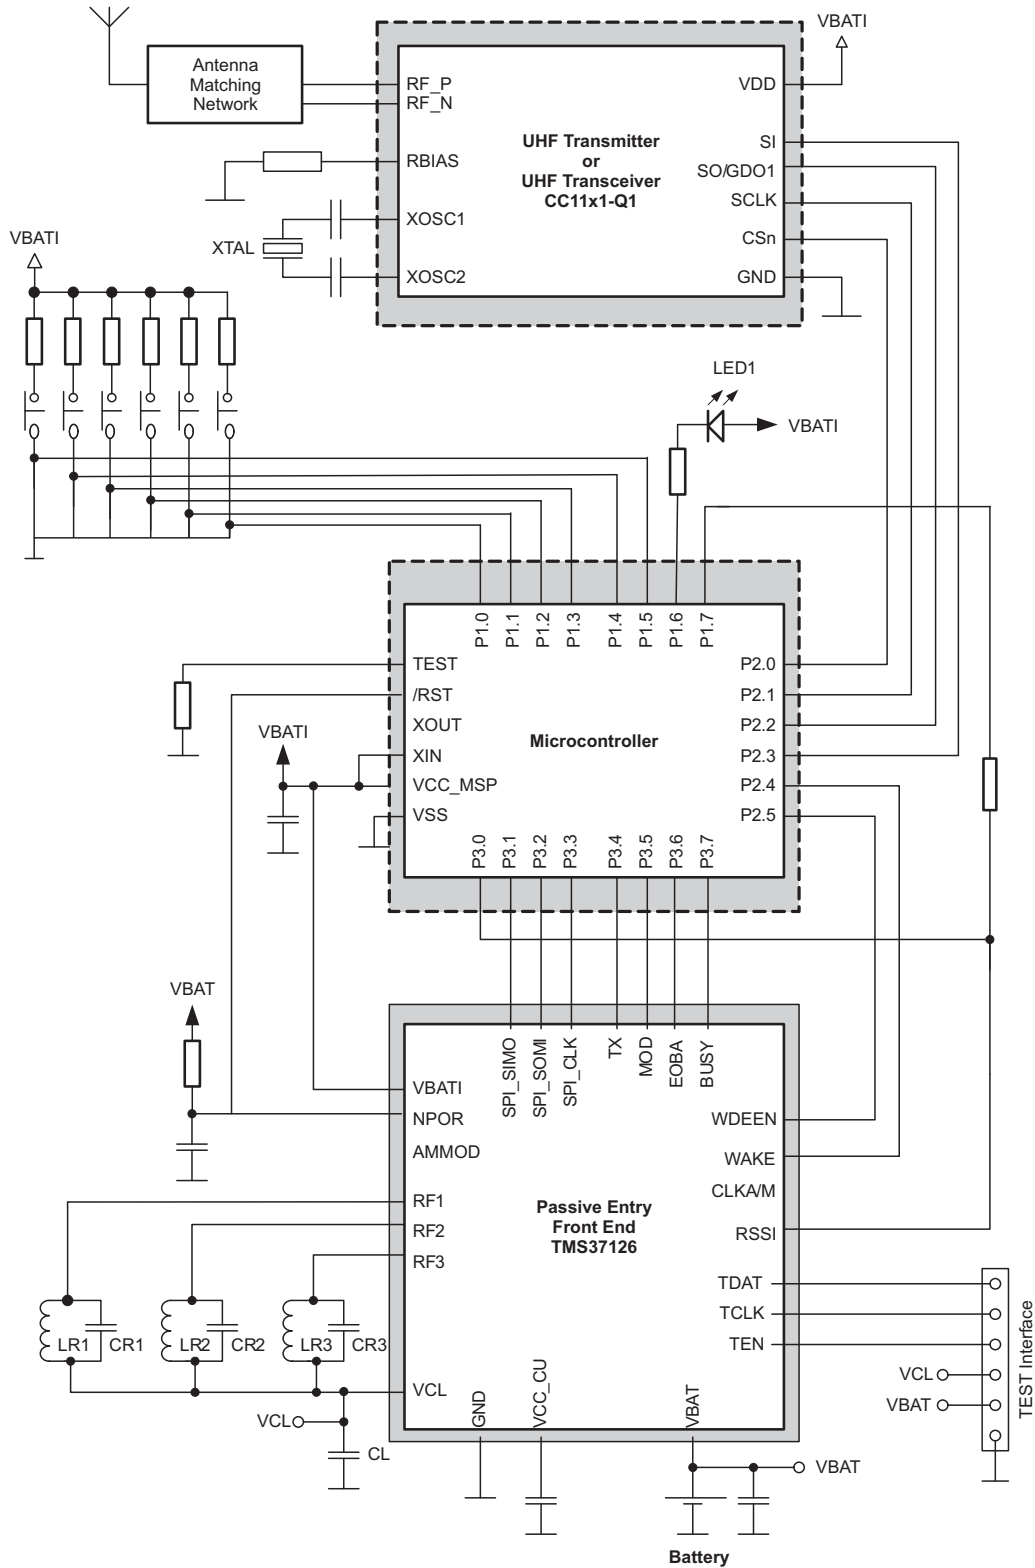 VBATI
Antenna
Matching
Network
RF_P
RF_N
RBIAS
XOSC1
XOSC2
XTAL
UHF Transmitter
or
UHF Transceiver
CC11x1-Q1
VDD
SI
SO/GDO1
SCLK
CSn
GND
VBATI
LED1
VBATI
P1.0
P1.1
P1.2
P1.3
P1.4
P1.5
P1.6
P1.7
TEST
/RST
XOUT
XIN
VCC_MSP
VSS
VBATI
Microcontroller
P2.0
P2.1
P2.2
P2.3
P2.4
P2.5
P3.0
P3.1
P3.2
P3.3
P3.4
P3.5
P3.6
P3.7
VBAT
SPI_SIMO
SPI_SOMI
SPI_CLK
TX
MOD
EOBA
BUSY
VBATI
NPOR
AMMOD
RF1
RF2
RF3
Passive Entry
Front End
TMS37126
WDEEN
WAKE
CLKA/M
RSSI
TDAT
TCLK
TEN
VCL
VBAT
TEST Interface
LR1
CR1
LR2
CR2
LR3
CR3
VCL
VCL
CL
GND
VCC_CU
VBAT
VBAT
Battery